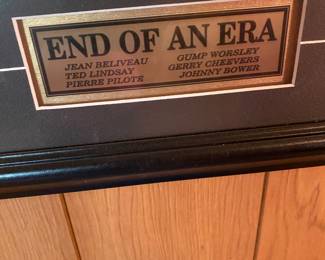 END OF AN ERA
JEAN BELIVEAU
TED LINDSAY
PIERRE PILOTE
GUMP WORSLEY
GERRY CHEEVERS
JOHNNY BOWER